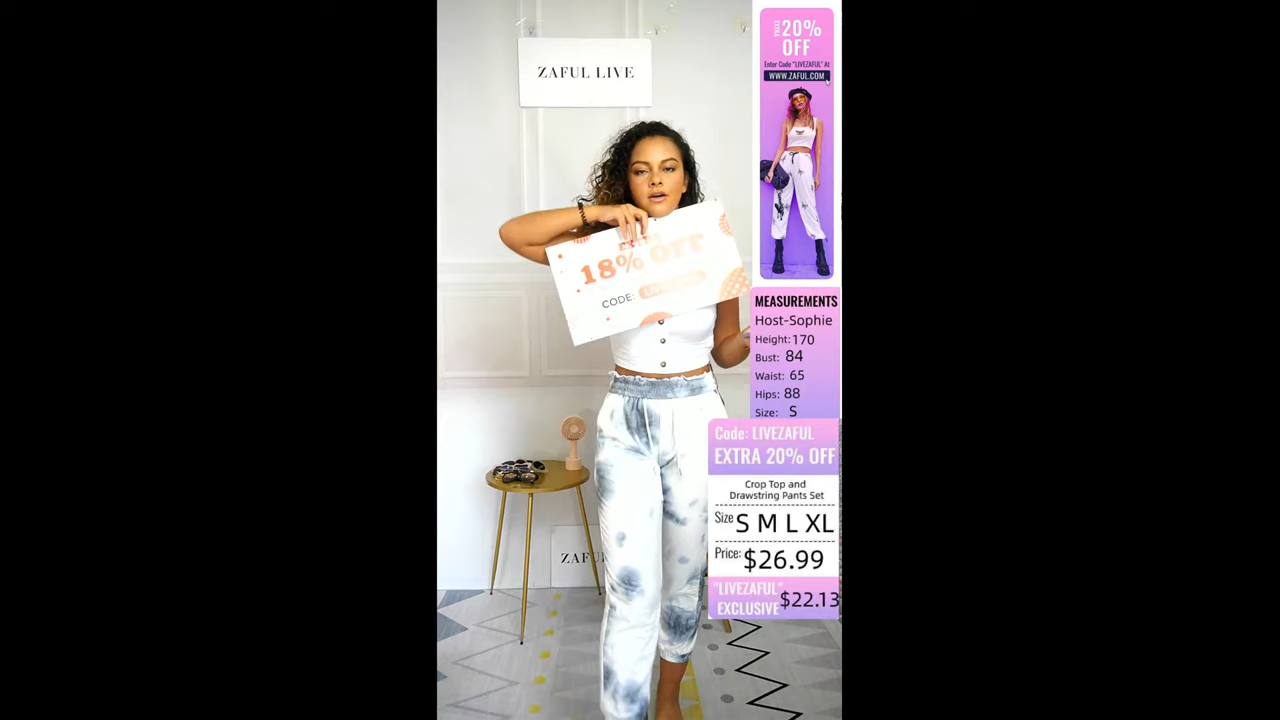 ZAFUL LIVE
EXTRA
20%
OFF
Enter Code "LIVEZAFUL" At
WWW.ZAFUL.COM
18% OFF
CODE:
MEASUREMENTS
Host-Sophie
Height: 170
Bust: 84
Waist: 65
Hips: 88
Size: S
Code: LIVEZAFUL
EXTRA 20% OFF
Crop Top and
Drawstring Pants Set
Size S M L XL
Price: $26.99
"LIVEZAFUL"
EXCLUSIVE $22.13
ZAFU